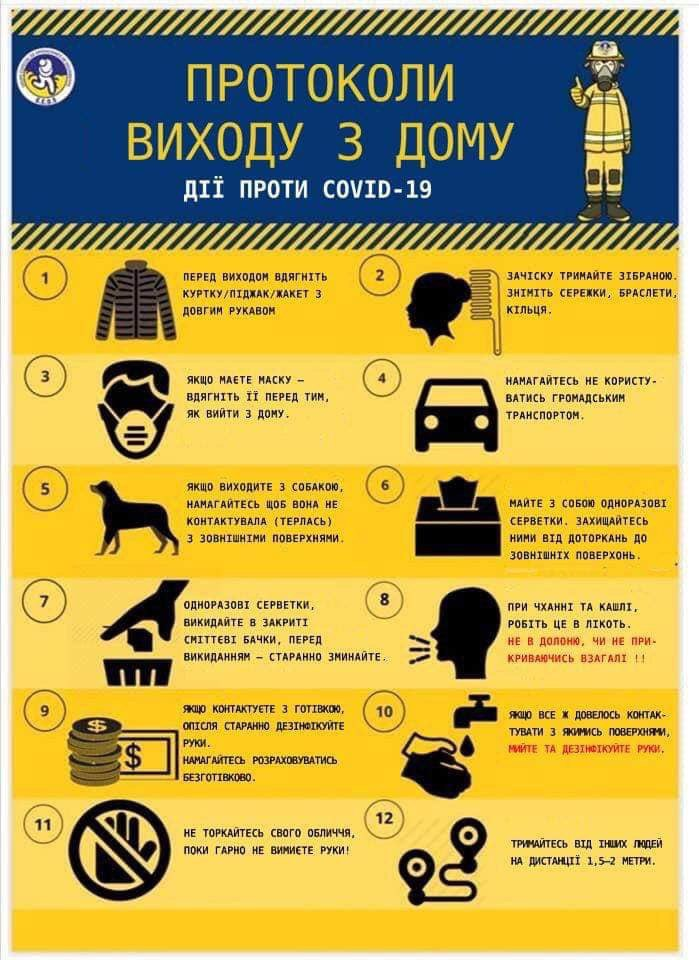 ПРОТОКОЛИ
ВИХОДУ З ДОМУ
ДІЇ ПРОТИ COVID-19
1
ПЕРЕД ВИХОДОМ ВДЯГНІТЬ
КУРТКУ/ПІДЖАК/ЖАКЕТ З
ДОВГИМ РУКАВОМ
2
ЗАЧІСКУ ТРИМАЙТЕ ЗІБРАНОЮ.
ЗНІМІТЬ СЕРЕЖКИ, БРАСЛЕТИ,
КІЛЬЦЯ.
3
ЯКЩО МАЄТЕ МАСКУ –
ВДЯГНІТЬ ЇЇ ПЕРЕД ТИМ,
ЯК ВИЙТИ З ДОМУ.
4
НАМАГАЙТЕСЬ НЕ КОРИСТУ-
ВАТИСЬ ГРОМАДСЬКИМ
ТРАНСПОРТОМ.
5
ЯКЩО ВИХОДИТЕ З СОБАКОЮ,
НАМАГАЙТЕСЬ ЩОБ ВОНА НЕ
КОНТАКТУВАЛА (ТЕРЛАСЬ)
З ЗОВНІШНІМИ ПОВЕРХНЯМИ.
6
МАЙТЕ З СОБОЮ ОДНОРАЗОВІ
СЕРВЕТКИ. ЗАХИЩАЙТЕСЬ
НИМИ ВІД ДОТОРКАНЬ ДО
ЗОВНІШНІХ ПОВЕРХОНЬ.
7
ОДНОРАЗОВІ СЕРВЕТКИ,
ВИКИДАЙТЕ В ЗАКРИТІ
СМІТТЄВІ БАЧКИ, ПЕРЕД
ВИКИДАННЯМ – СТАРАННО ЗМИНАЙТЕ.
8
ПРИ ЧХАННІ ТА КАШЛІ,
РОБІТЬ ЦЕ В ЛІКОТЬ.
НЕ В ДОЛОНЮ, ЧИ НЕ ПРИ-
КРИВАЮЧИСЬ ВЗАГАЛІ !!
9
$
$
ЯКЩО КОНТАКТУЄТЕ З ГОТІВКОЮ,
ОПІСЛЯ СТАРАННО ДЕЗІНФІКУЙТЕ
РУКИ.
НАМАГАЙТЕСЬ РОЗРАХОВУВАТИСЬ
БЕЗГОТІВКОВО.
10
ЯКЩО ВСЕ Ж ДОВЕЛОСЬ КОНТАК-
ТУВАТИ З ЯКИМИСЬ ПОВЕРХНЯМИ,
МИЙТЕ ТА ДЕЗІНФІКУЙТЕ РУКИ.
11
НЕ ТОРКАЙТЕСЬ СВОГО ОБЛИЧЧЯ,
ПОКИ ГАРНО НЕ ВИМИЄТЕ РУКИ!
12
ТРИМАЙТЕСЬ ВІД ІНШИХ ЛЮДЕЙ
НА ДИСТАНЦІЇ 1,5–2 МЕТРИ.